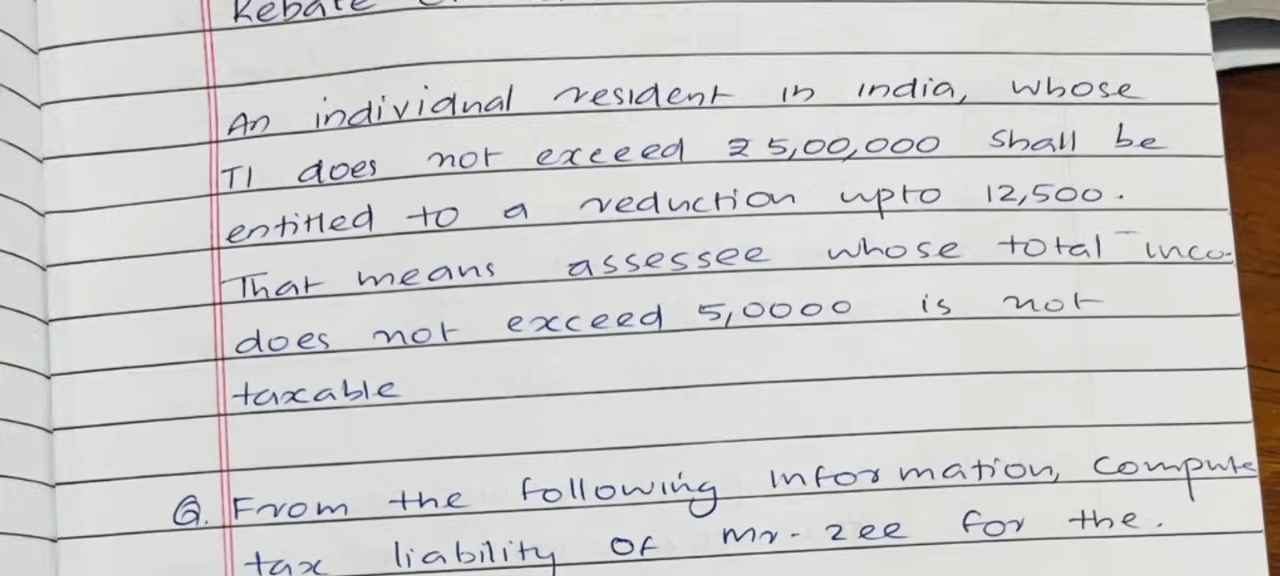 Rebate
An individual resident in india, whose
TI does not exceed ₹ 5,00,000 shall be
entitled to a reduction upto 12,500.
That means assessee whose total inco
does not exceed 5,0000 is not
taxable
Q. From the following information, compute
tax liability of Mr. Zee for the.